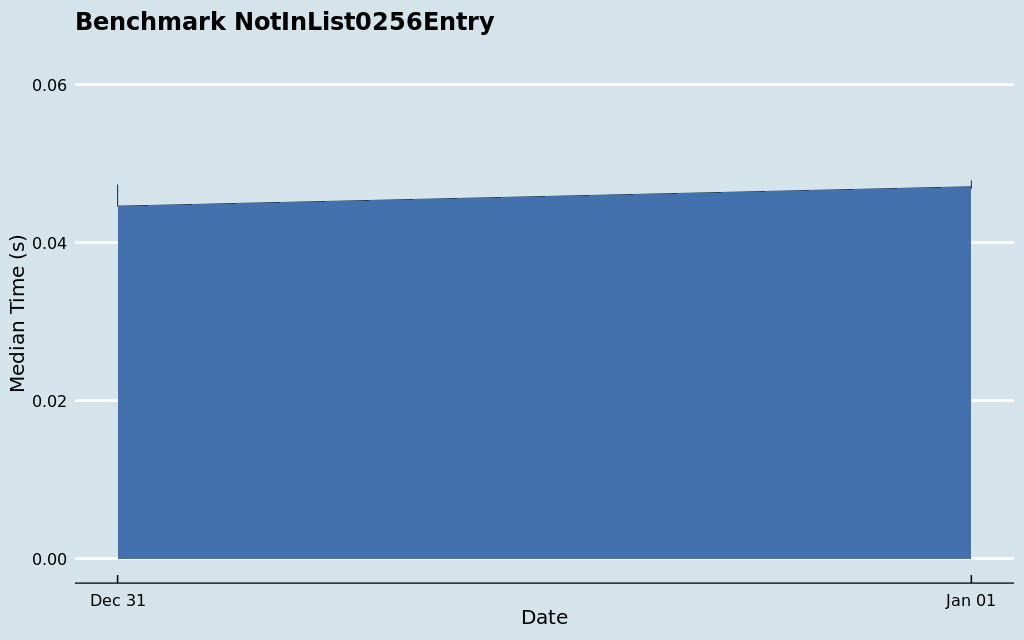 Benchmark NotInList0256Entry
Median Time (s)
0.06
0.04
0.02
0.00
Dec 31
Jan 01
Date